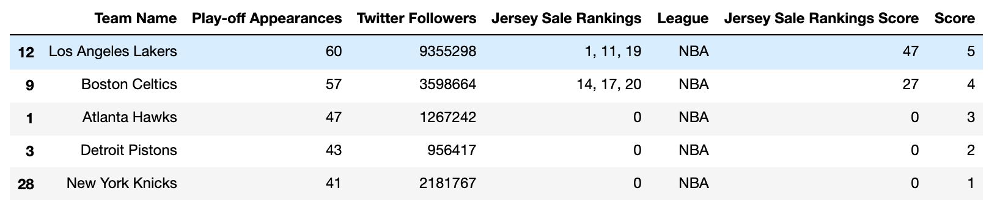 Team Name Play-off Appearances Twitter Followers Jersey Sale Rankings League Jersey Sale Rankings Score Score
12 Los Angeles Lakers 60 9355298 1, 11, 19 NBA 47 5
9 Boston Celtics 57 3598664 14, 17, 20 NBA 27 4
1 Atlanta Hawks 47 1267242 0 NBA 0 3
3 Detroit Pistons 43 956417 0 NBA 0 2
28 New York Knicks 41 2181767 0 NBA 0 1